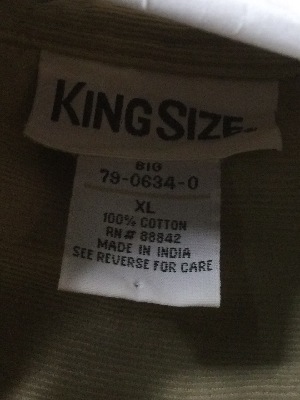 KINGSIZE
BIG
79-0634-0
XL
100% COTTON
RN# 88842
MADE IN INDIA
SEE REVERSE FOR CARE